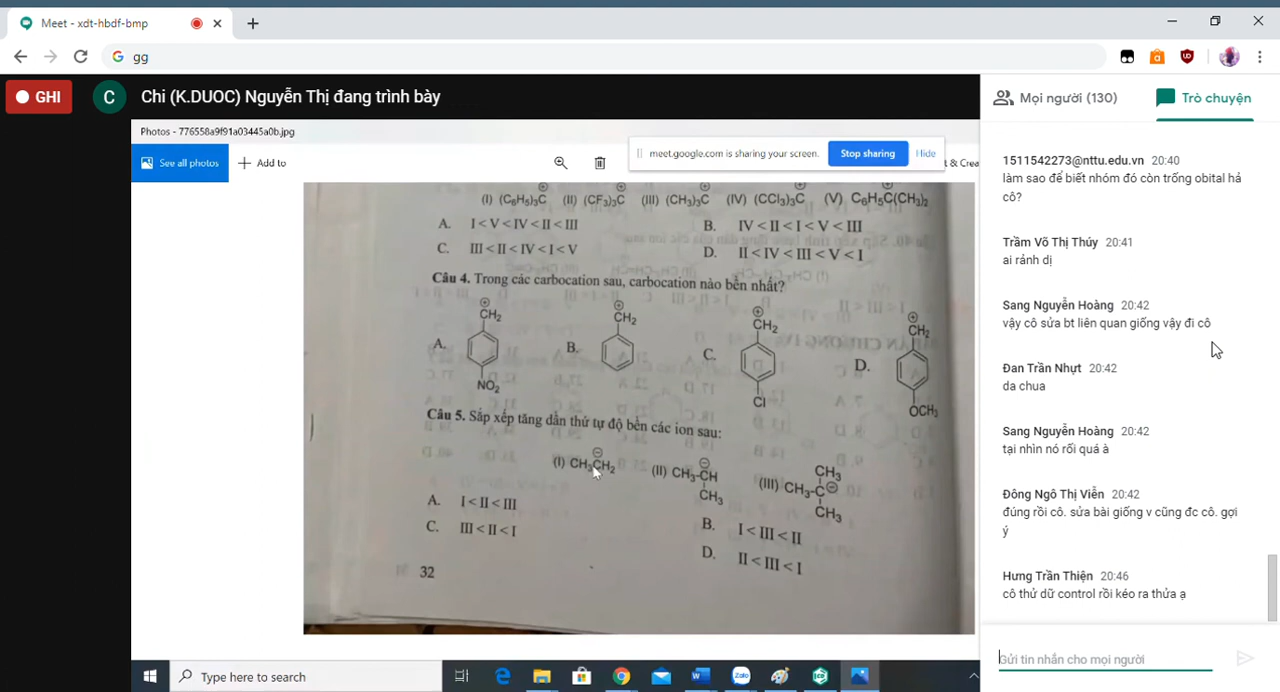 Meet - xdt-hbdf-bmp
gg
GHI
C
Chi (K.DUOC) Nguyễn Thị đang trình bày
Mọi người (130)
Trò chuyện
Photos - 776558a9f91a03445a0b.jpg
See all photos
Add to
meet.google.com is sharing your screen.
Stop sharing
Hide
& Crea
(I) (C6H5)3C⊕ (II) (CF3)3C⊕ (III) (CH3)3C⊕ (IV) (CCl3)3C⊕ (V) C6H5C⊕(CH3)2
A. I < V < IV < II < III
B. IV < II < I < V < III
C. III < II < IV < I < V
D. II < IV < III < V < I
Câu 4. Trong các carbocation sau, carbocation nào bền nhất?
⊕ ⊕ ⊕ ⊕
CH2 CH2 CH2 CH2
A. B. C. D.
NO2 Cl OCH3
Câu 5. Sắp xếp tăng dần thứ tự độ bền các ion sau:
(I) CH3CH2⊖ (II) CH3-CH⊖ (III) CH3-C⊖
CH3 CH3
CH3
A. I < II < III
B. I < III < II
C. III < II < I
D. II < III < I
32
1511542273@nttu.edu.vn 20:40
làm sao để biết nhóm đó còn trống obital hả
cô?
Trầm Võ Thị Thúy 20:41
ai rảnh dị
Sang Nguyễn Hoàng 20:42
vậy cô sửa bt liên quan giống vậy đi cô
Đan Trần Nhựt 20:42
da chua
Sang Nguyễn Hoàng 20:42
tại nhìn nó rối quá à
Đông Ngô Thị Viễn 20:42
đúng rồi cô. sửa bài giống v cũng đc cô. gợi
ý
Hưng Trần Thiện 20:46
cô thử dữ control rồi kéo ra thửa ạ
Gửi tin nhắn cho mọi người
Type here to search
Zalo